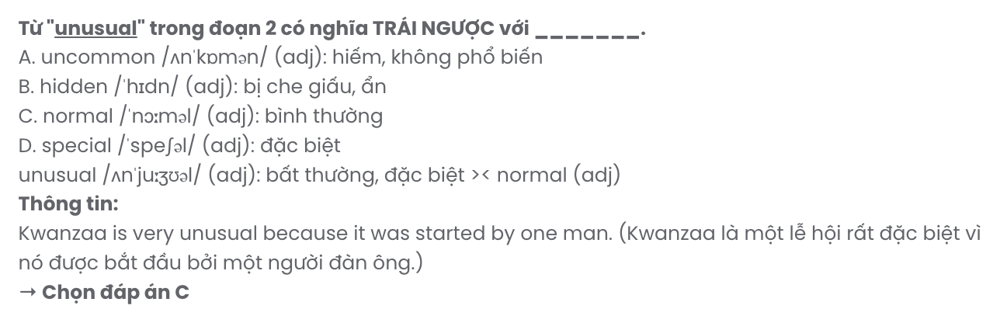 Từ "unusual" trong đoạn 2 có nghĩa TRÁI NGƯỢC với _______.
A. uncommon /ʌnˈkɒmən/ (adj): hiếm, không phổ biến
B. hidden /ˈhɪdn/ (adj): bị che giấu, ẩn
C. normal /ˈnɔːməl/ (adj): bình thường
D. special /ˈspeʃəl/ (adj): đặc biệt
unusual /ʌnˈjuːʒʊəl/ (adj): bất thường, đặc biệt >< normal (adj)
Thông tin:
Kwanzaa is very unusual because it was started by one man. (Kwanzaa là một lễ hội rất đặc biệt vì
nó được bắt đầu bởi một người đàn ông.)
→ Chọn đáp án C